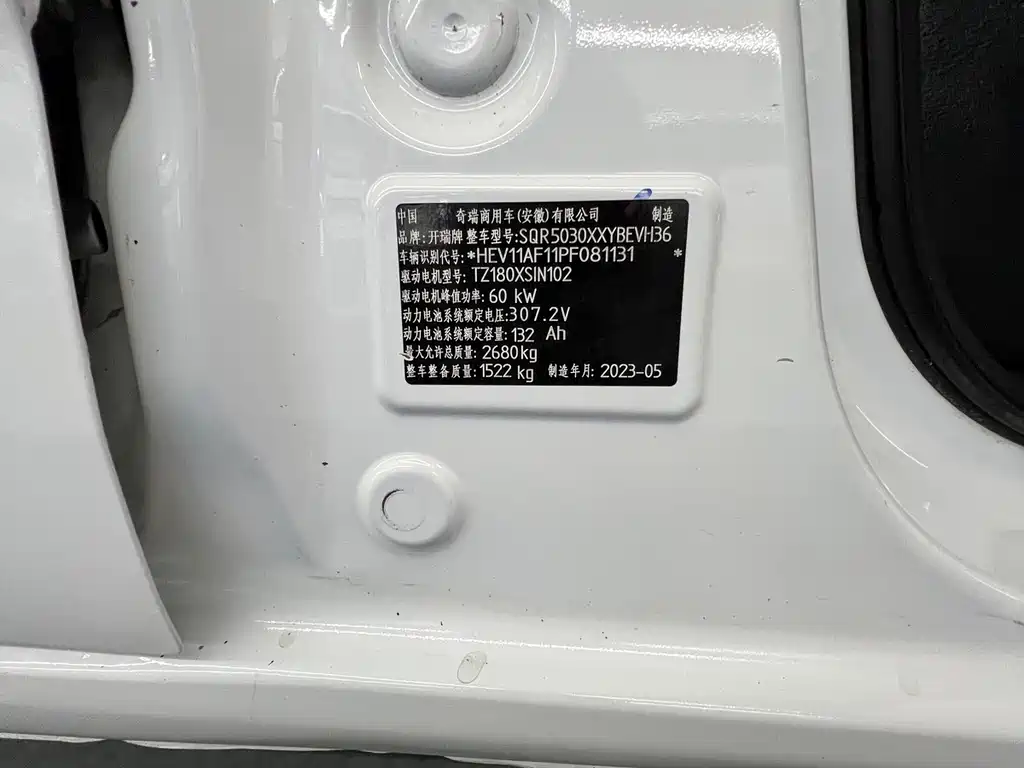 中国 奇瑞商用车(安徽)有限公司 制造
品牌:开瑞牌 整车型号:SQR5030XXYBEVH36
车辆识别代号:*HEV11AF11PF081131 *
驱动电机型号:TZ180XSIN102
驱动电机峰值功率:60 kW
动力电池系统额定电压:307.2V
动力电池系统额定容量:132 Ah
最大允许总质量:2680kg
整车整备质量:1522 kg 制造年月:2023-05